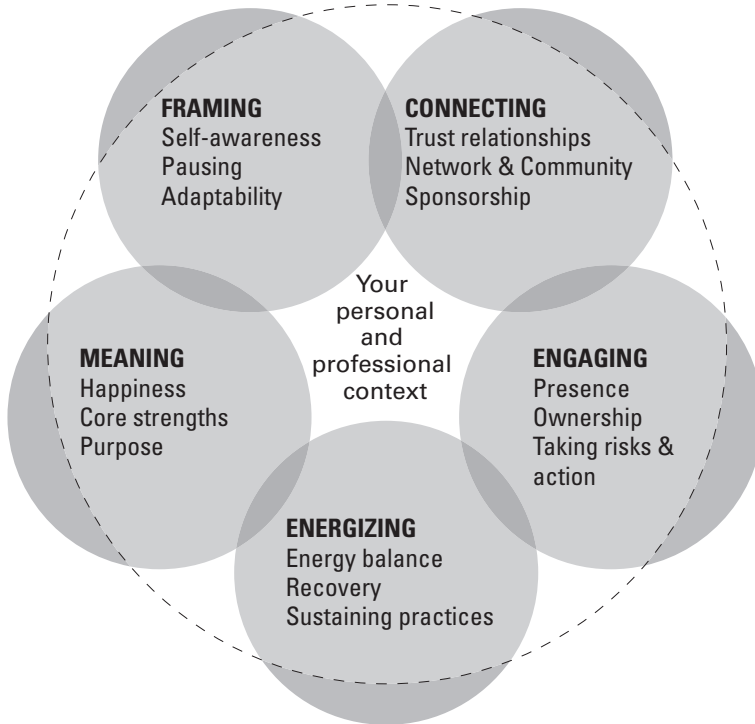 FRAMING
Self-awareness
Pausing
Adaptability
CONNECTING
Trust relationships
Network & Community
Sponsorship
Your
personal
and
professional
context
MEANING
Happiness
Core strengths
Purpose
ENGAGING
Presence
Ownership
Taking risks &
action
ENERGIZING
Energy balance
Recovery
Sustaining practices